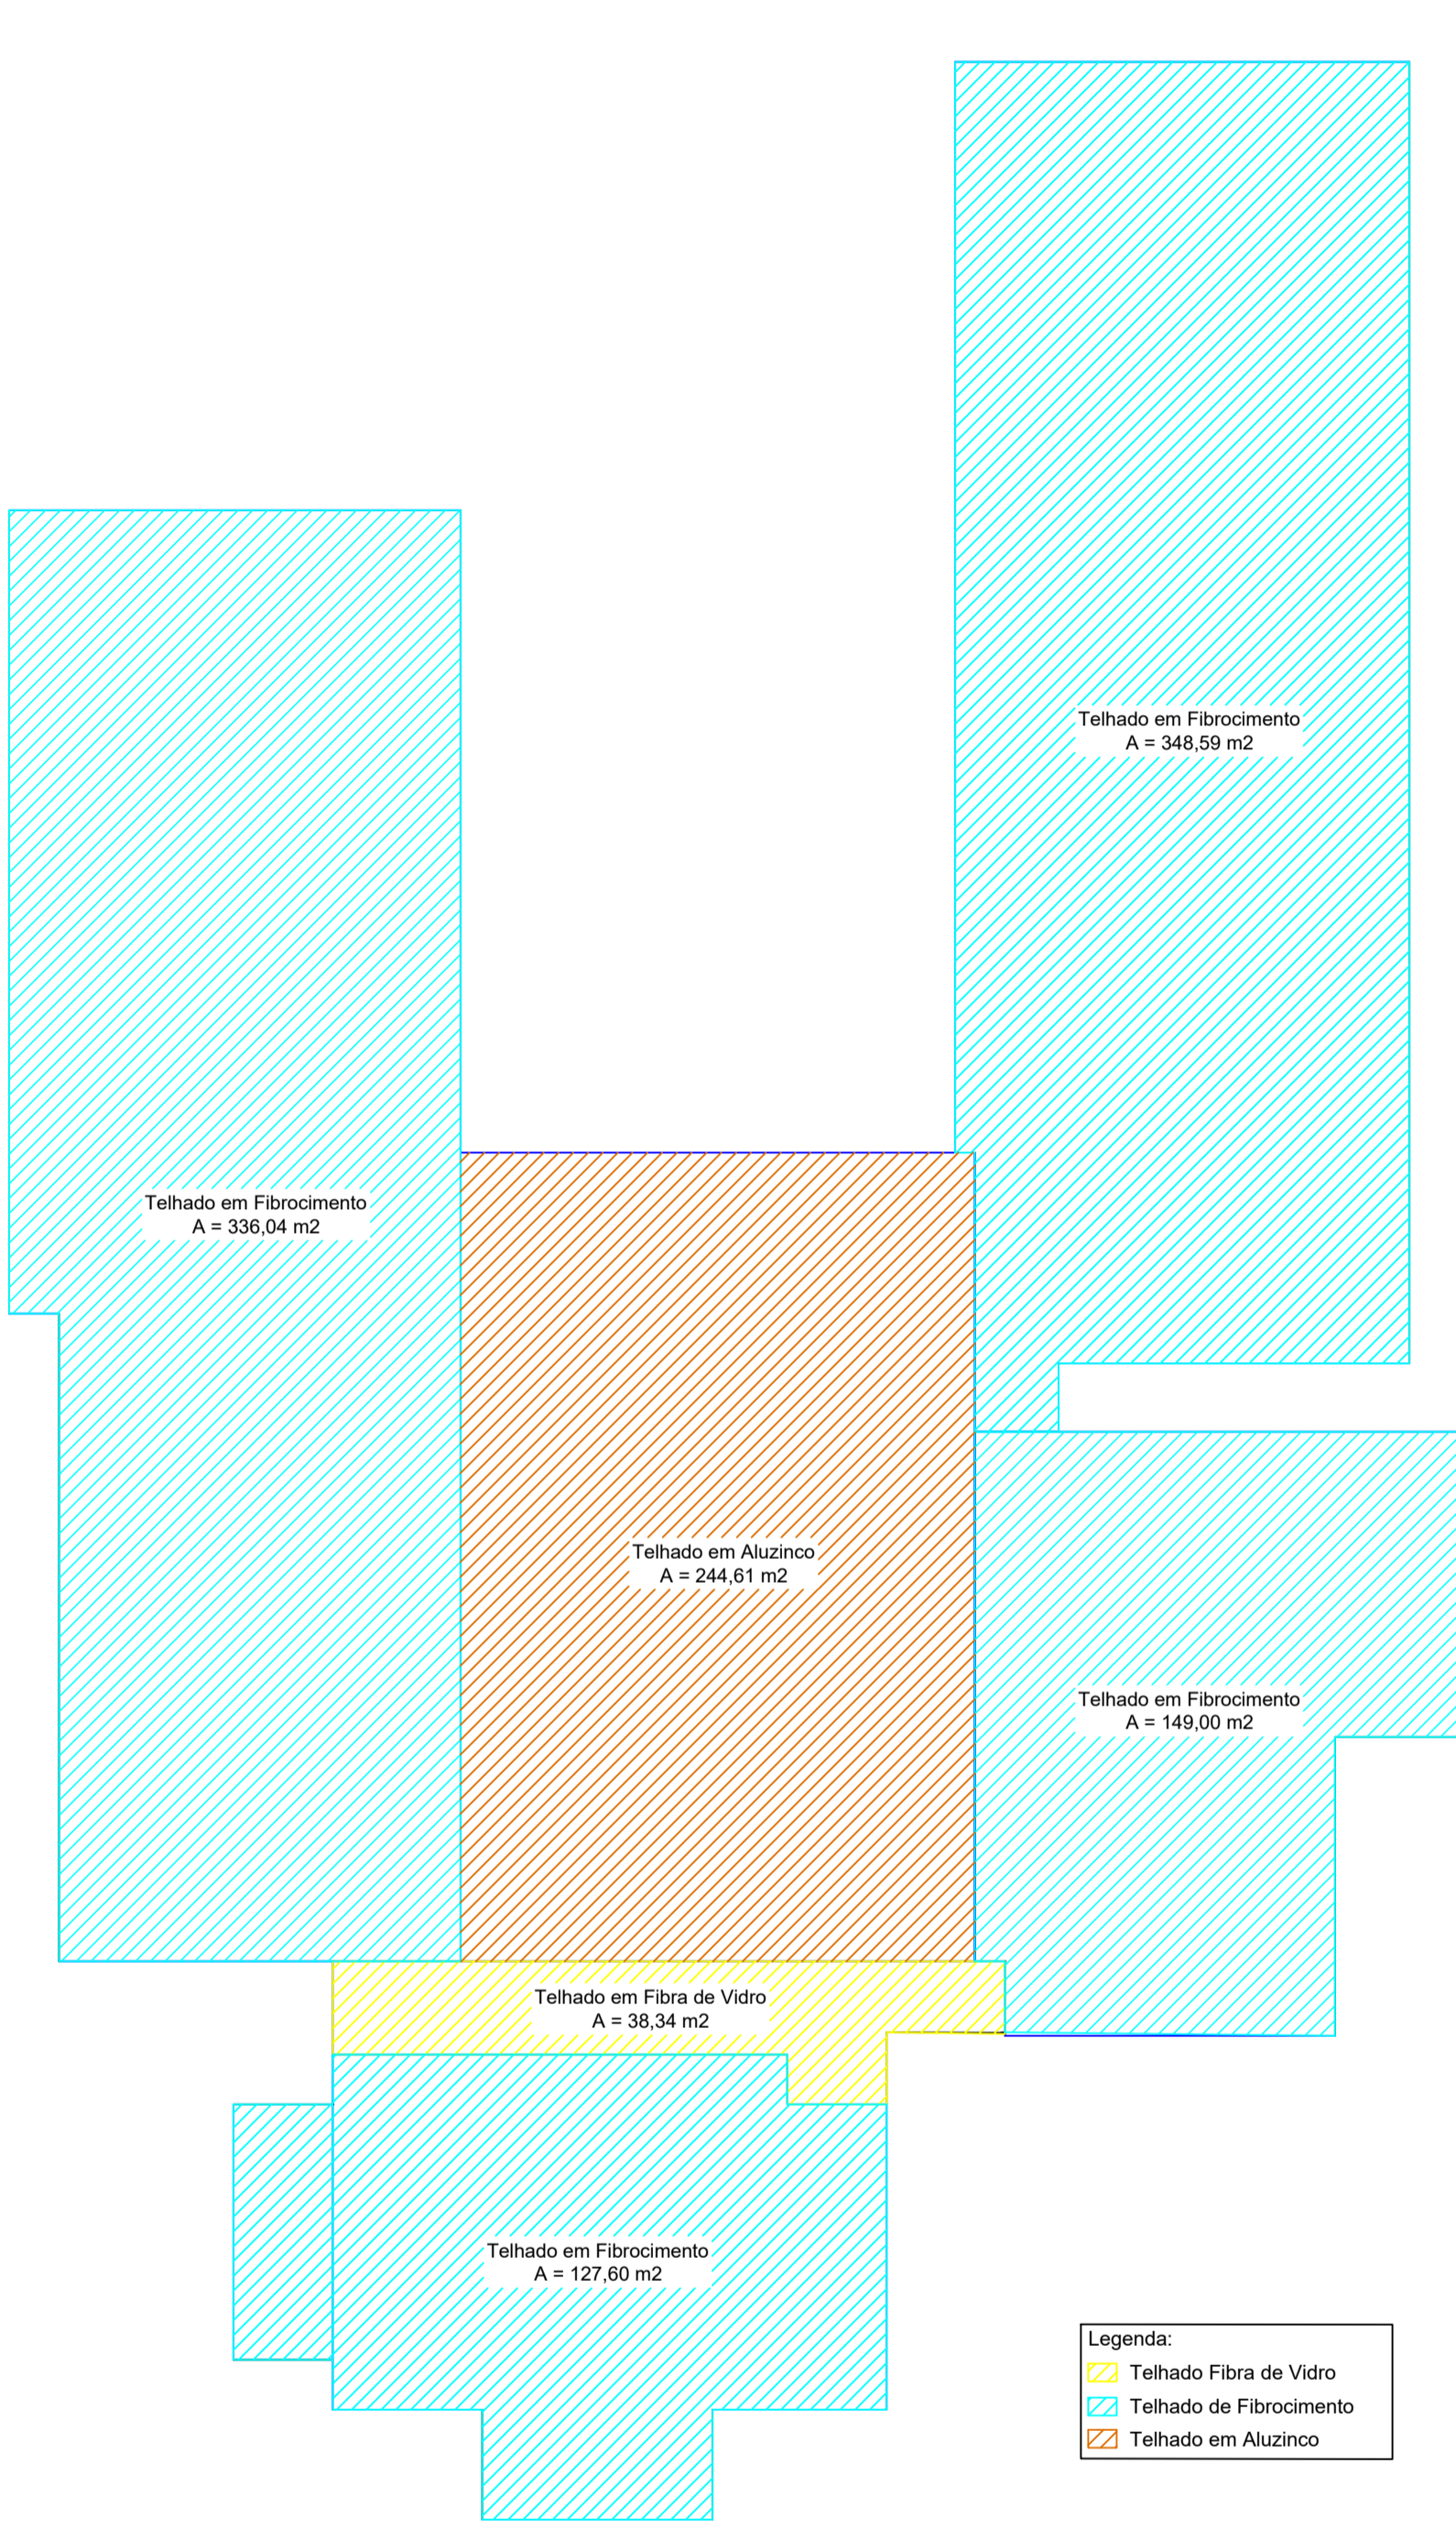 Telhado em Fibrocimento
A = 348,59 m2
Telhado em Fibrocimento
A = 336,04 m2
Telhado em Aluzinco
A = 244,61 m2
Telhado em Fibrocimento
A = 149,00 m2
Telhado em Fibra de Vidro
A = 38,34 m2
Telhado em Fibrocimento
A = 127,60 m2
Legenda:
Telhado Fibra de Vidro
Telhado de Fibrocimento
Telhado em Aluzinco